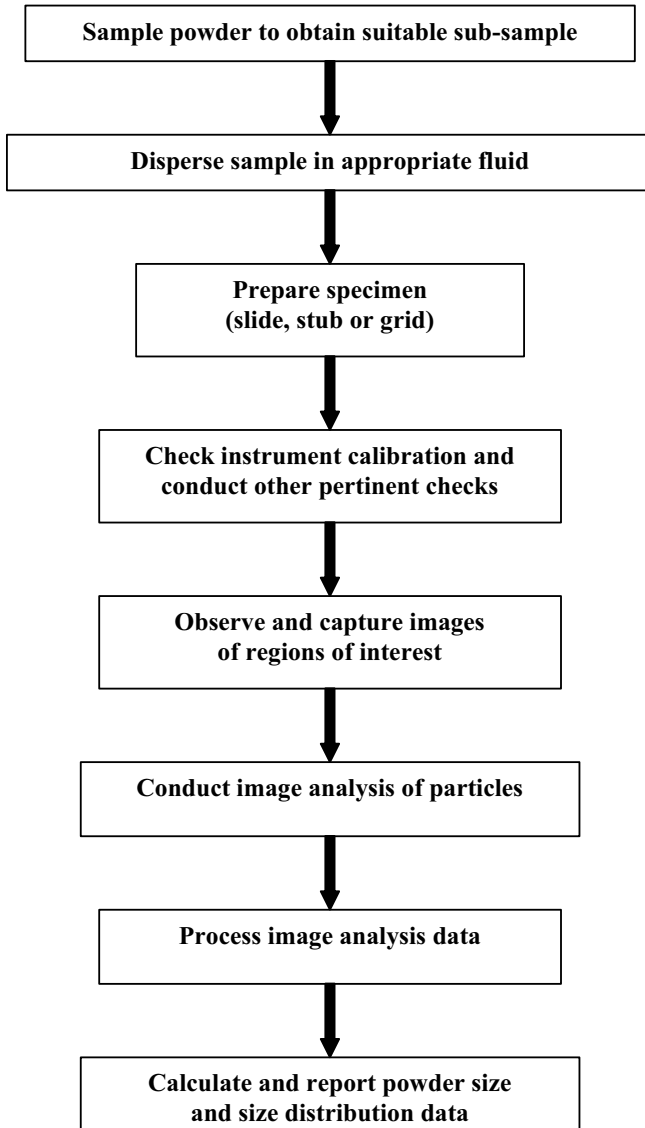 Sample powder to obtain suitable sub-sample
Disperse sample in appropriate fluid
Prepare specimen
(slide, stub or grid)
Check instrument calibration and
conduct other pertinent checks
Observe and capture images
of regions of interest
Conduct image analysis of particles
Process image analysis data
Calculate and report powder size
and size distribution data